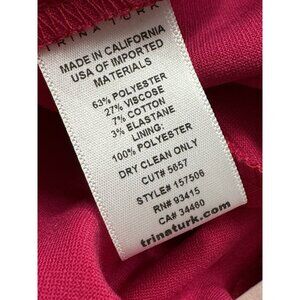 TRINA TURK
MADE IN CALIFORNIA
USA OF IMPORTED
MATERIALS
63% POLYESTER
27% VISCOSE
7% COTTON
3% ELASTANE
LINING:
100% POLYESTER
DRY CLEAN ONLY
CUT# 5657
STYLE# 157506
RN# 93415
CA# 34460
trinaturk.com